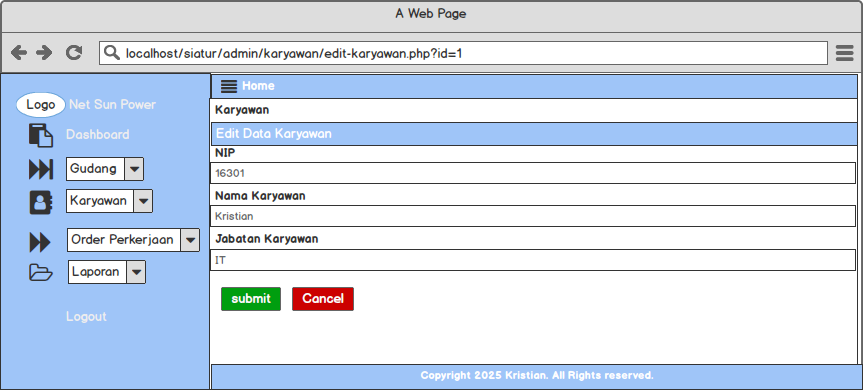 A Web Page
localhost/siatur/admin/karyawan/edit-karyawan.php?id=1
Logo Net Sun Power
Dashboard
Gudang
Karyawan
Order Perkerjaan
Laporan
Logout
Home
Karyawan
Edit Data Karyawan
NIP
16301
Nama Karyawan
Kristian
Jabatan Karyawan
IT
submit Cancel
Copyright 2025 Kristian. All Rights reserved.